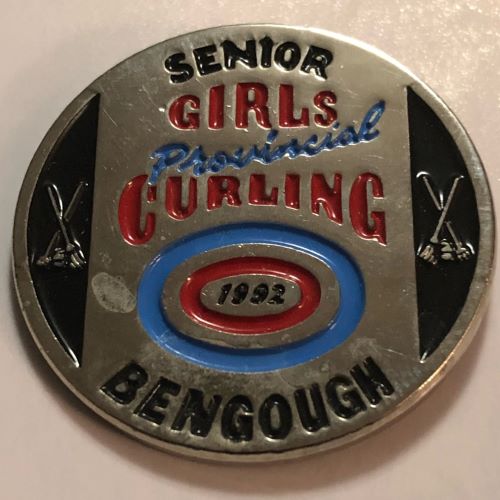 SENIOR
GIRLS
Provincial
CURLING
1992
BENGOUGH